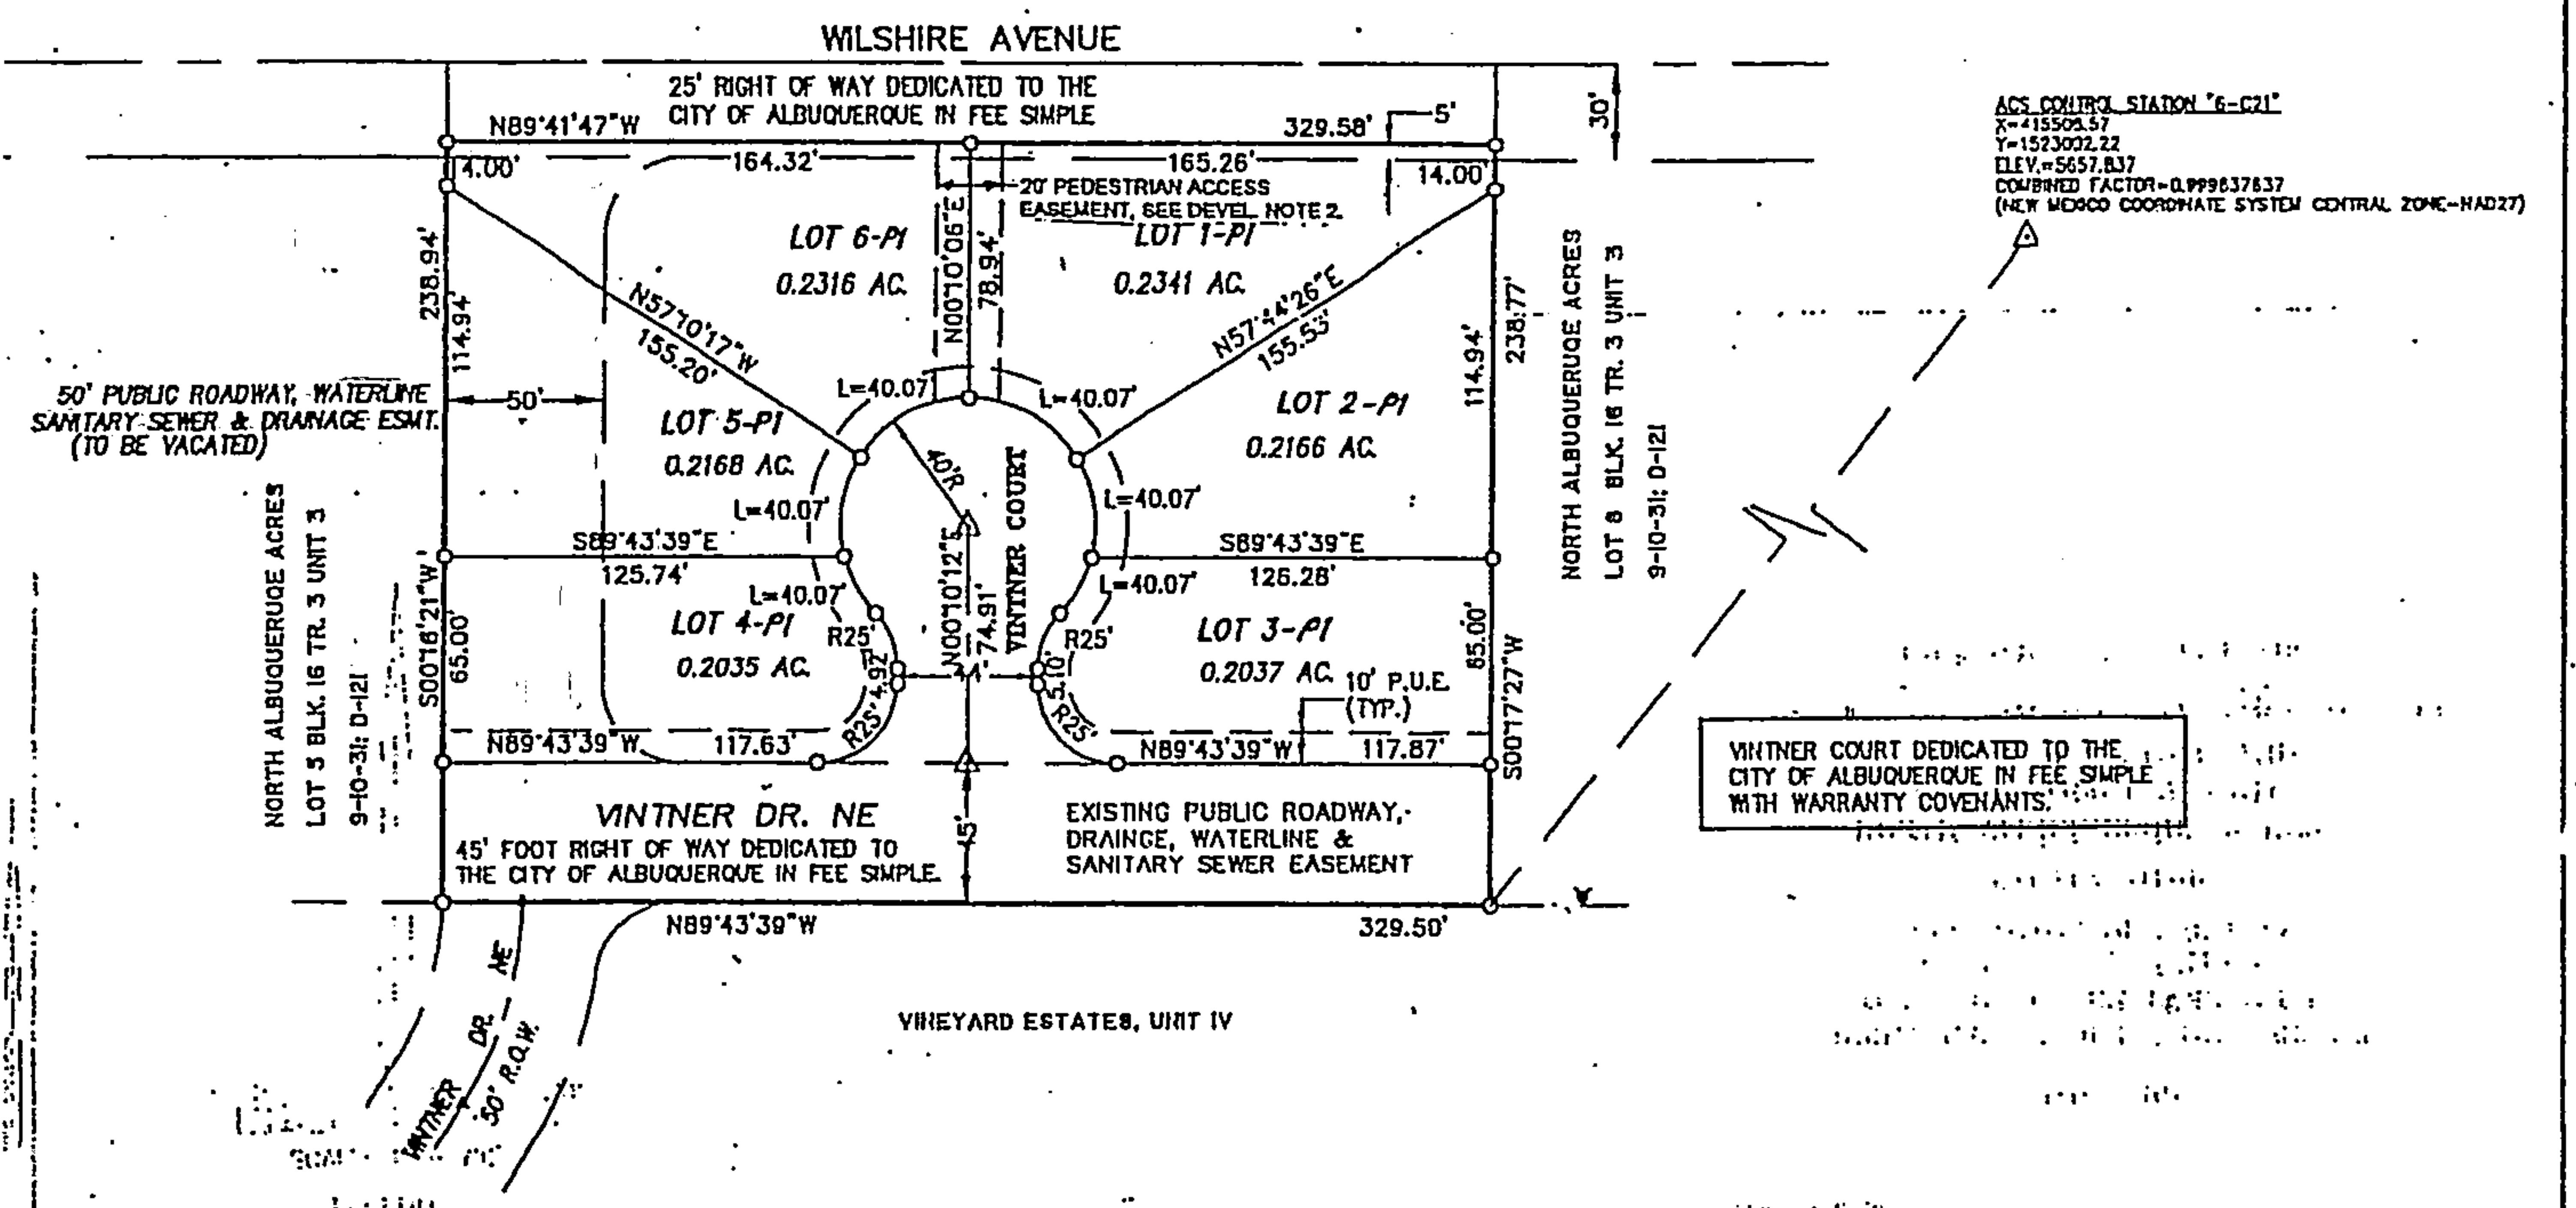 WILSHIRE AVENUE
25' RIGHT OF WAY DEDICATED TO THE
CITY OF ALBUQUERQUE IN FEE SIMPLE
N89°41'47"W
329.58'
5'
30'
164.32'
165.26'
4.00'
14.00'
20' PEDESTRIAN ACCESS
EASEMENT, SEE DEVEL. NOTE 2.
ACS CONTROL STATION "6-C21"
Y=1523002.22
ELEV.=5657.837
COMBINED FACTOR=0.999637837
(NEW MEXICO COORDINATE SYSTEM CENTRAL ZONE-NAD27)
LOT 6-P1
0.2316 AC.
N00°10'06"E
78.94'
LOT 1-P1
0.2341 AC.
238.94'
114.94'
N57°10'17"W
155.20'
N57°44'26"E
155.53'
114.94'
238.77'
NORTH ALBUQUERUQE ACRES
LOT 8 BLK. 16 TR. 3 UNIT 3
9-10-31; D-121
50' PUBLIC ROADWAY, WATERLINE
SANITARY SEWER & DRAINAGE ESMT.
(TO BE VACATED)
50'
LOT 5-P1
0.2168 AC.
L=40.07'
L=40.07'
LOT 2-P1
0.2166 AC.
40'R
VINTNER COURT
L=40.07'
L=40.07'
NORTH ALBUQUERUQE ACRES
LOT 5 BLK. 16 TR. 3 UNIT 3
9-10-31; D-121
S89°43'39"E
125.74'
S89°43'39"E
126.28'
L=40.07'
L=40.07'
S00°16'21"W
65.00'
LOT 4-P1
0.2035 AC.
R25'
4.92'
R25'
N00°10'12"E
74.91'
44'
R25'
5.10'
R25'
LOT 3-P1
0.2037 AC.
10' P.U.E.
(TYP.)
65.00'
S00°17'27"W
N89°43'39"W
117.63'
N89°43'39"W
117.87'
VINTNER COURT DEDICATED TO THE
CITY OF ALBUQUERQUE IN FEE SIMPLE
WITH WARRANTY COVENANTS.
VINTNER DR. NE
45' FOOT RIGHT OF WAY DEDICATED TO
THE CITY OF ALBUQUERQUE IN FEE SIMPLE.
45'
EXISTING PUBLIC ROADWAY,
DRAINGE, WATERLINE &
SANITARY SEWER EASEMENT
N89°43'39"W
329.50'
VINTNER DR. NE
50' R.O.W.
VINEYARD ESTATES, UNIT IV